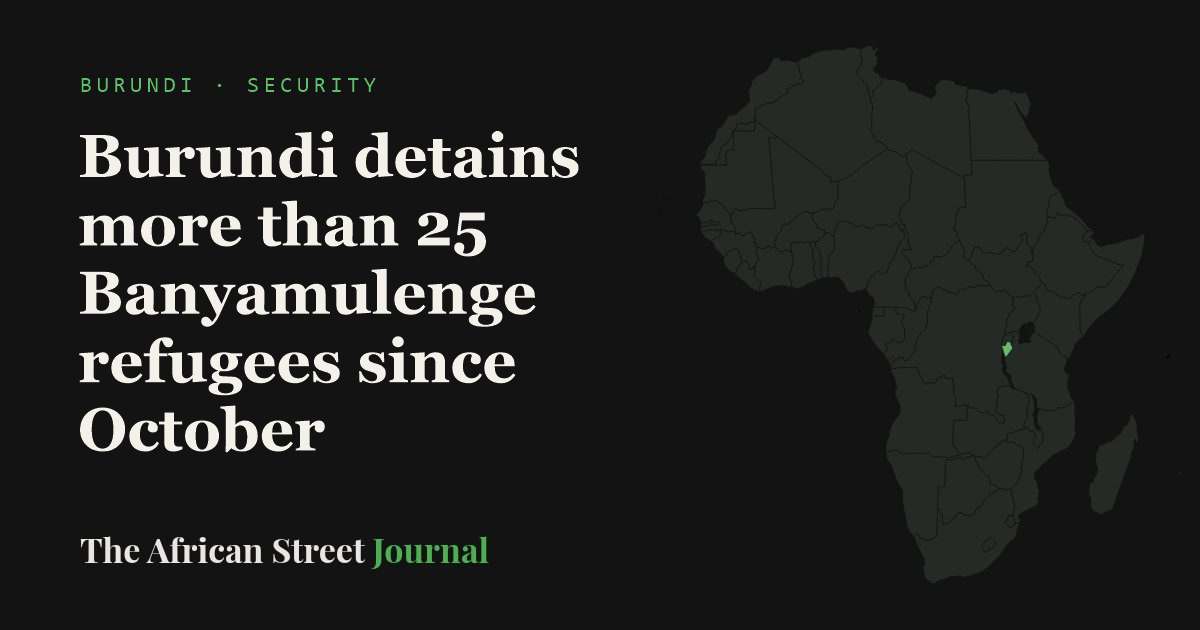 BURUNDI · SECURITY
Burundi detains
more than 25
Banyamulenge
refugees since
October
The African Street Journal